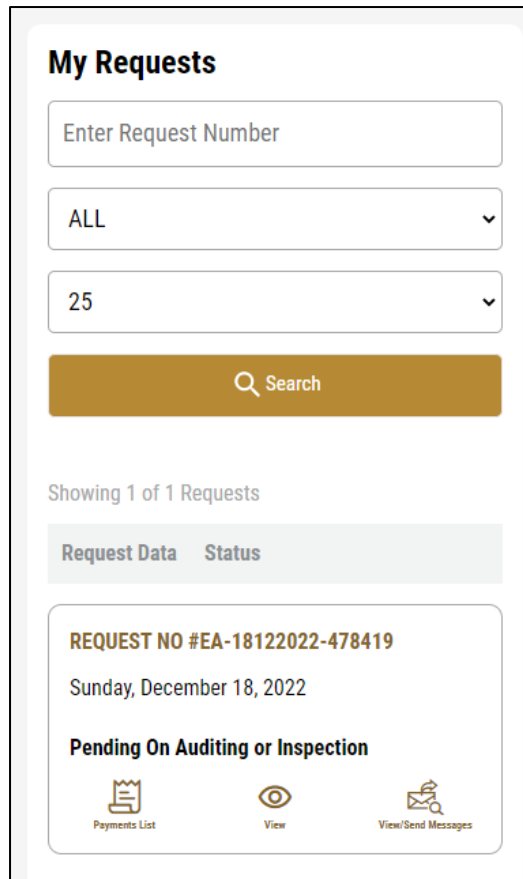 My Requests
Enter Request Number
ALL
25
Search
Showing 1 of 1 Requests
Request Data Status
REQUEST NO #EA-18122022-478419
Sunday, December 18, 2022
Pending On Auditing or Inspection
Payments List View View/Send Messages